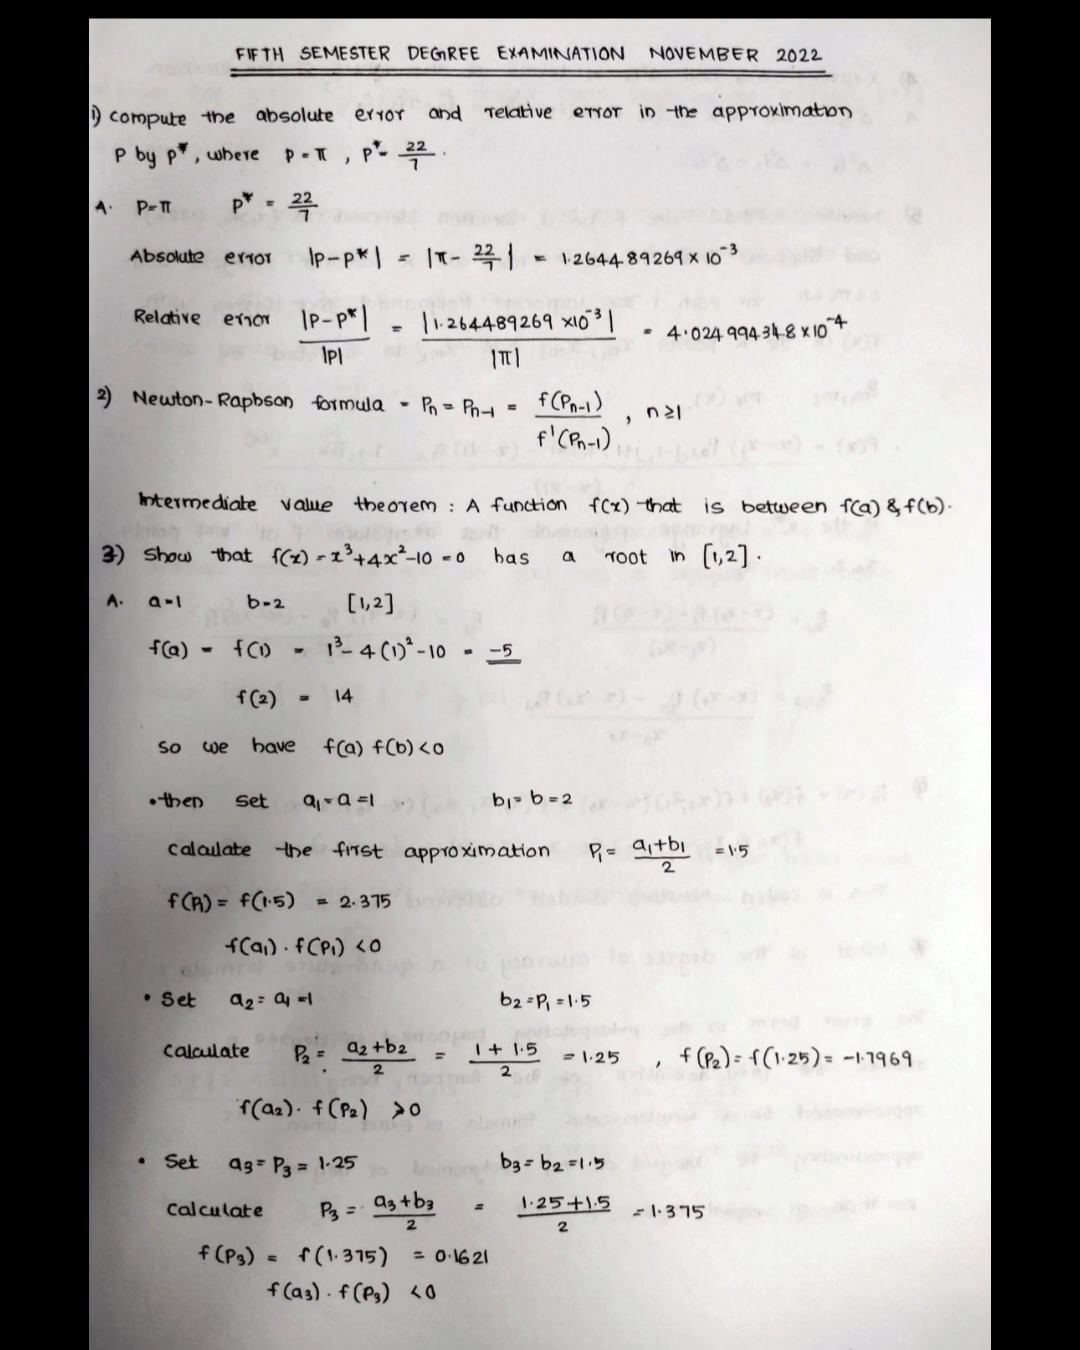 FIFTH SEMESTER DEGREE EXAMINATION NOVEMBER 2022
1) compute the absolute error and relative error in the approximation
P by p*, where p = π, p* = 22/7.
A. P=π p* = 22/7
Absolute error |p-p*| = |π - 22/7| = 1.264489269 × 10⁻³
Relative error |p-p*|/|p| = |1.264489269 ×10⁻³|/|π| = 4.024994348 × 10⁻⁴
2) Newton-Rapbson formula - Pn = Pn-1 = f(Pn-1)/f'(Pn-1), n≥1
Intermediate value theorem : A function f(x) that is between f(a) & f(b).
3) Show that f(x) = x³+4x²-10 = 0 has a root in [1,2].
A. a=1 b=2 [1,2]
f(a) = f(1) = 1³- 4(1)²-10 = -5
f(2) = 14
so we have f(a) f(b) <0
• then set a₁=a=1 . b₁=b=2
calculate the first approximation P₁= a₁+b₁/2 =1.5
f(P₁) = f(1.5) = 2.375
f(a₁) . f(P₁) <0
• Set a₂=a₁=1 b₂=P₁=1.5
calculate P₂= a₂+b₂/2 = 1+1.5/2 =1.25 , f(P₂)= f(1.25)= -1.7969
f(a₂). f(P₂) >0
• Set a₃=P₃=1.25 b₃=b₂=1.5
calculate P₃= a₃+b₃/2 = 1.25+1.5/2 =1.375
f(P₃) = f(1.375) = 0.1621
f(a₃) . f(P₃) <0